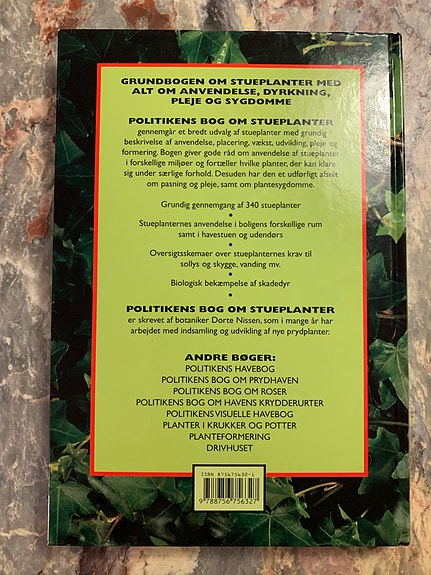 GRUNDBOGEN OM STUEPLANTER MED
ALT OM ANVENDELSE, DYRKNING,
PLEJE OG SYGDOMME
POLITIKENS BOG OM STUEPLANTER
gennemgår et bredt udvalg af stueplanter med grundig
beskrivelse af anvendelse, placering, vækst, udvikling, pleje og
formering. Bogen giver gode råd om anvendelse af stueplanter
i forskellige miljøer og fortæller hvilke planter, der kan klare
sig under særlige forhold. Desuden har den et udførligt afsnit
om pasning og pleje, samt om plantesygdomme.
Grundig gennemgang af 340 stueplanter
•
Stueplanternes anvendelse i boligens forskellige rum
samt i havestuen og udendørs
•
Oversigtsskemaer over stueplanternes krav til
sollys og skygge, vanding mv.
•
Biologisk bekæmpelse af skadedyr
•
POLITIKENS BOG OM STUEPLANTER
er skrevet af botaniker Dorte Nissen, som i mange år har
arbejdet med indsamling og udvikling af nye prydplanter.
ANDRE BØGER:
POLITIKENS HAVEBOG
POLITIKENS BOG OM PRYDHAVEN
POLITIKENS BOG OM ROSER
POLITIKENS BOG OM HAVENS KRYDDERURTER
POLITIKENS VISUELLE HAVEBOG
PLANTER I KRUKKER OG POTTER
PLANTEFORMERING
DRIVHUSET
ISBN 87567-5632-1
9 788756 756327